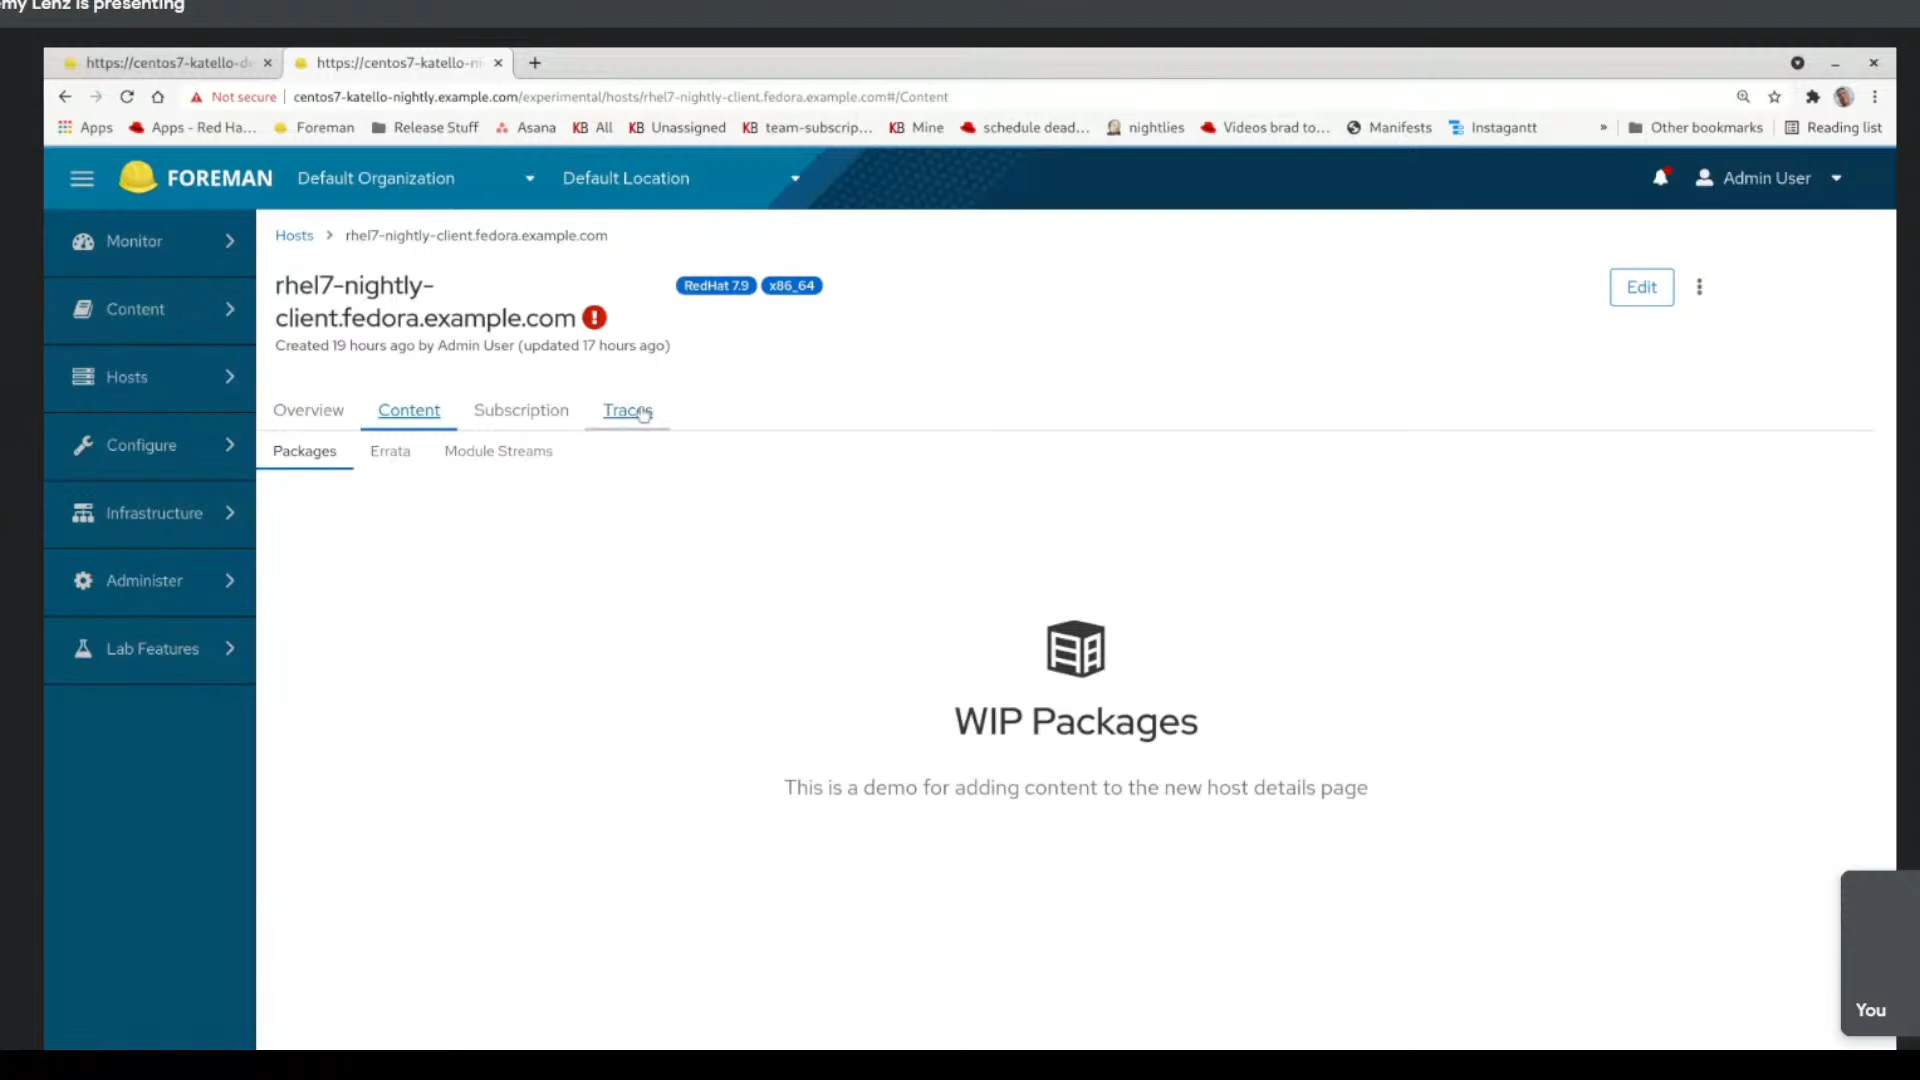 my Lenz is presenting
https://centos7-katello-d
https://centos7-katello-ni
Not secure
centos7-katello-nightly.example.com/experimental/hosts/rhel7-nightly-client.fedora.example.com#/Content
Apps
Apps - Red Ha...
Foreman
Release Stuff
Asana
KB All
KB Unassigned
KB team-subscrip...
KB Mine
schedule dead...
nightlies
Videos brad to...
Manifests
Instagantt
»
Other bookmarks
Reading list
FOREMAN
Default Organization
Default Location
Admin User
Monitor
Content
Hosts
Configure
Infrastructure
Administer
Lab Features
Hosts > rhel7-nightly-client.fedora.example.com
rhel7-nightly-
client.fedora.example.com
RedHat 7.9
x86_64
Created 19 hours ago by Admin User (updated 17 hours ago)
Edit
Overview
Content
Subscription
Traces
Packages
Errata
Module Streams
WIP Packages
This is a demo for adding content to the new host details page
You